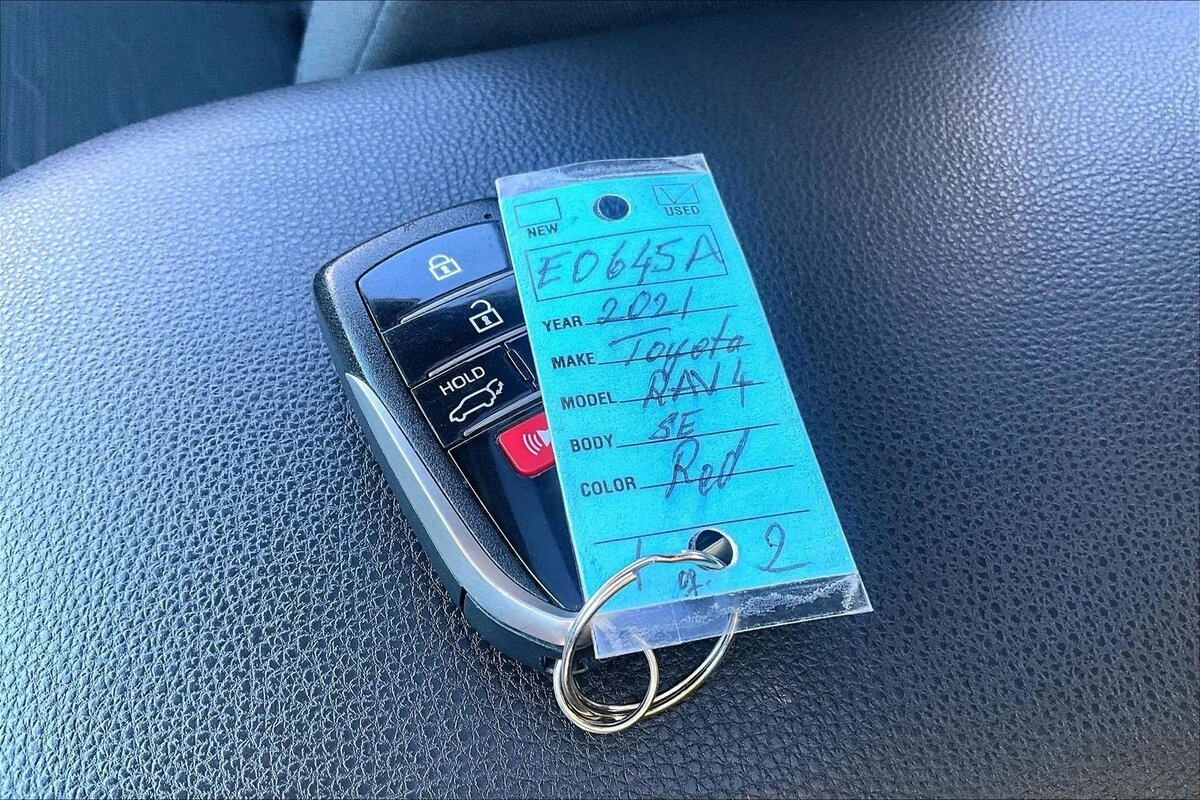 NEW USED
E0645A
YEAR 2021
MAKE Toyota
MODEL RAV4
BODY SE
COLOR Red
1 of 2
HOLD